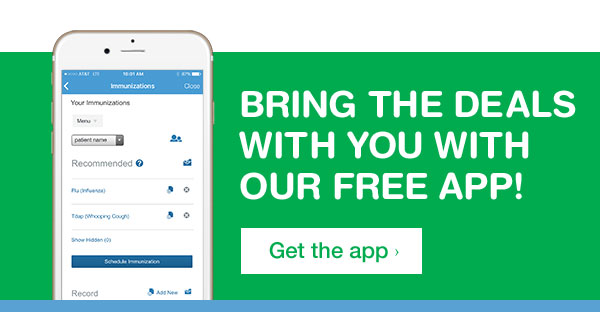 ●○○○○ AT&T LTE 10:01 AM 87%
Immunizations Close
Your Immunizations
Menu
patient name
Recommended ?
Flu (Influenza)
Tdap (Whooping Cough)
Show Hidden (0)
Schedule Immunization
Record Add New
BRING THE DEALS
WITH YOU WITH
OUR FREE APP!
Get the app ›